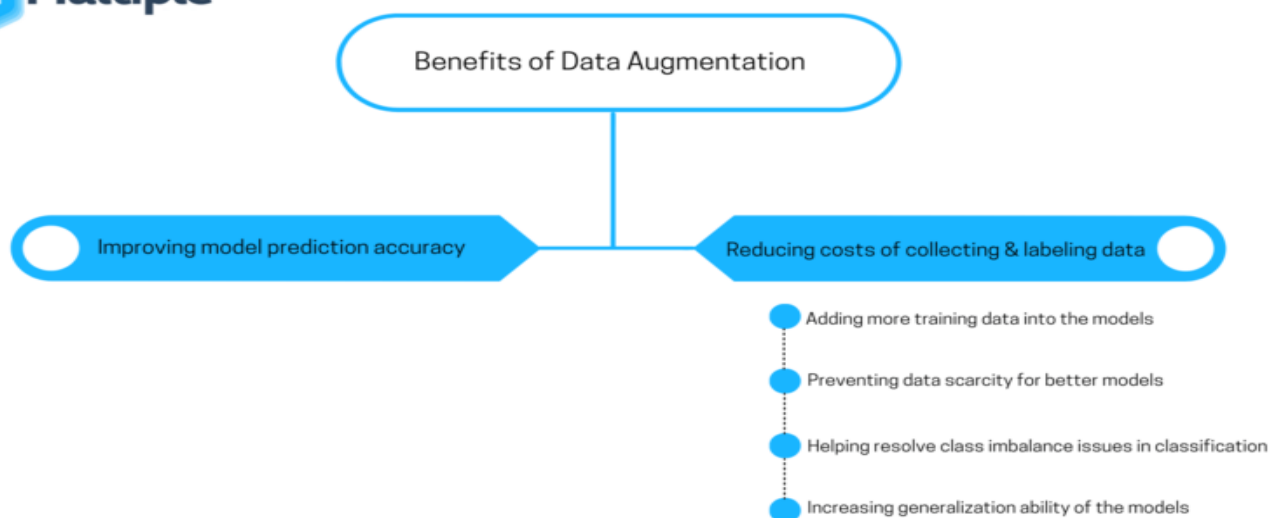 Benefits of Data Augmentation
Improving model prediction accuracy
Reducing costs of collecting & labeling data
Adding more training data into the models
Preventing data scarcity for better models
Helping resolve class imbalance issues in classification
Increasing generalization ability of the models